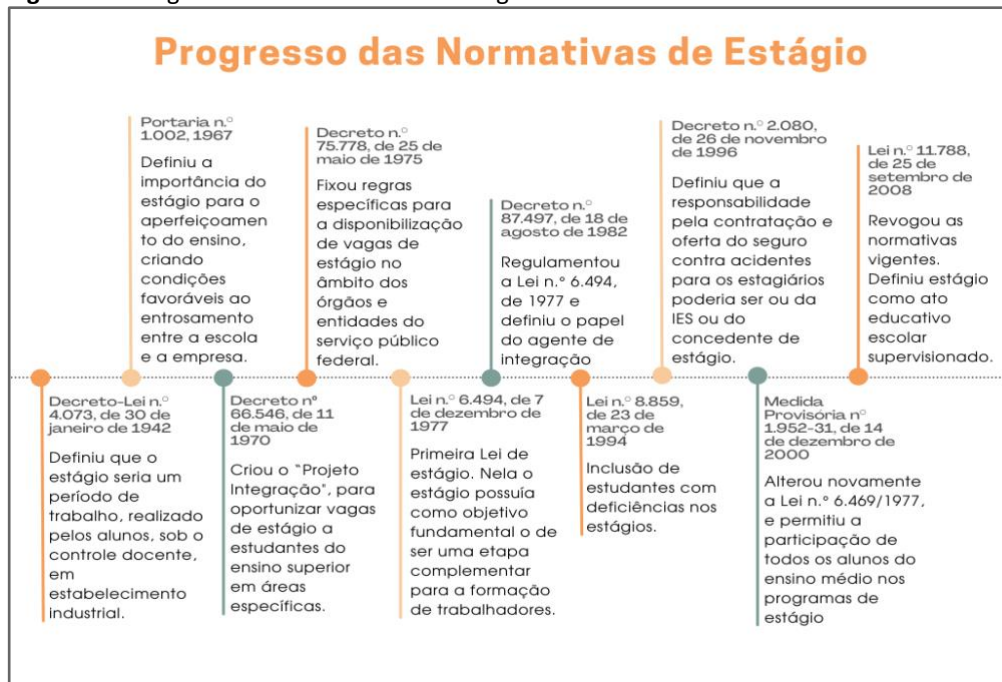 Progresso das Normativas de Estágio
Portaria n.º
1.002, 1967
Definiu a
importância do
estágio para o
aperfeiçoamen
to do ensino,
criando
condições
favoráveis ao
entrosamento
entre a escola
e a empresa.
Decreto n.º
75.778, de 25 de
maio de 1975
Fixou regras
específicas para
a disponibilização
de vagas de
estágio no
âmbito dos
órgãos e
entidades do
serviço público
federal.
Decreto n.º
87.497, de 18 de
agosto de 1982
Regulamentou
a Lei n.º 6.494,
de 1977 e
definiu o papel
do agente de
integração
Decreto n.º 2.080,
de 26 de novembro
de 1996
Definiu que a
responsabilidade
pela contratação e
oferta do seguro
contra acidentes
para os estagiários
poderia ser ou da
IES ou do
concedente de
estágio.
Lei n.º 11.788,
de 25 de
setembro de
2008
Revogou as
normativas
vigentes.
Definiu estágio
como ato
educativo
escolar
supervisionado.
Decreto-Lei n.º
4.073, de 30 de
janeiro de 1942
Definiu que o
estágio seria um
período de
trabalho, realizado
pelos alunos, sob o
controle docente,
em
estabelecimento
industrial.
Decreto nº
66.546, de 11
de maio de
1970
Criou o "Projeto
Integração", para
oportunizar vagas
de estágio a
estudantes do
ensino superior
em áreas
específicas.
Lei n.º 6.494, de 7
de dezembro de
1977
Primeira Lei de
estágio. Nela o
estágio possuía
como objetivo
fundamental o de
ser uma etapa
complementar
para a formação
de trabalhadores.
Lei n.º 8.859,
de 23 de
março de
1994
Inclusão de
estudantes com
deficiências nos
estágios.
Medida
Provisória nº
1.952-31, de 14
de dezembro de
2000
Alterou novamente
a Lei n.º 6.469/1977,
e permitiu a
participação de
todos os alunos do
ensino médio nos
programas de
estágio